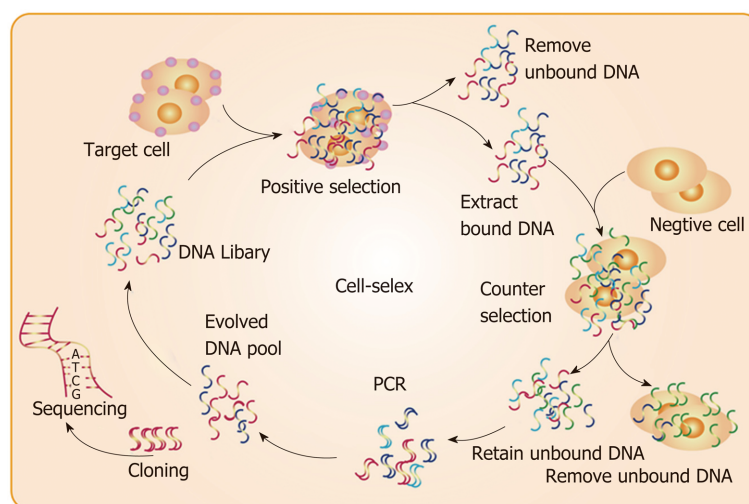 Remove
unbound DNA
Target cell
Positive selection
Extract
bound DNA
Negtive cell
DNA Libary
Cell-selex
Counter
selection
Evolved
DNA pool
PCR
A
T
C
G
Sequencing
Cloning
Retain unbound DNA
Remove unbound DNA